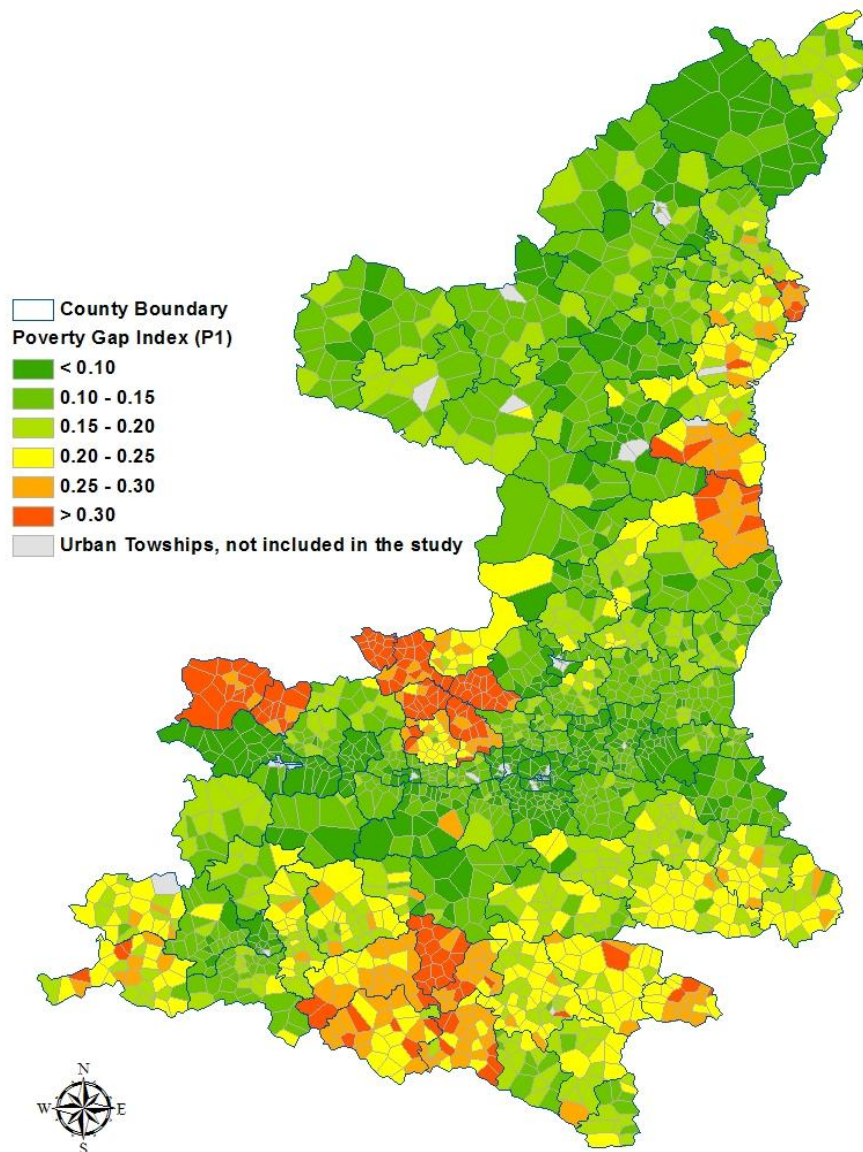 County Boundary
Poverty Gap Index (P1)
< 0.10
0.10 - 0.15
0.15 - 0.20
0.20 - 0.25
0.25 - 0.30
> 0.30
Urban Towships, not included in the study
N
W E
S